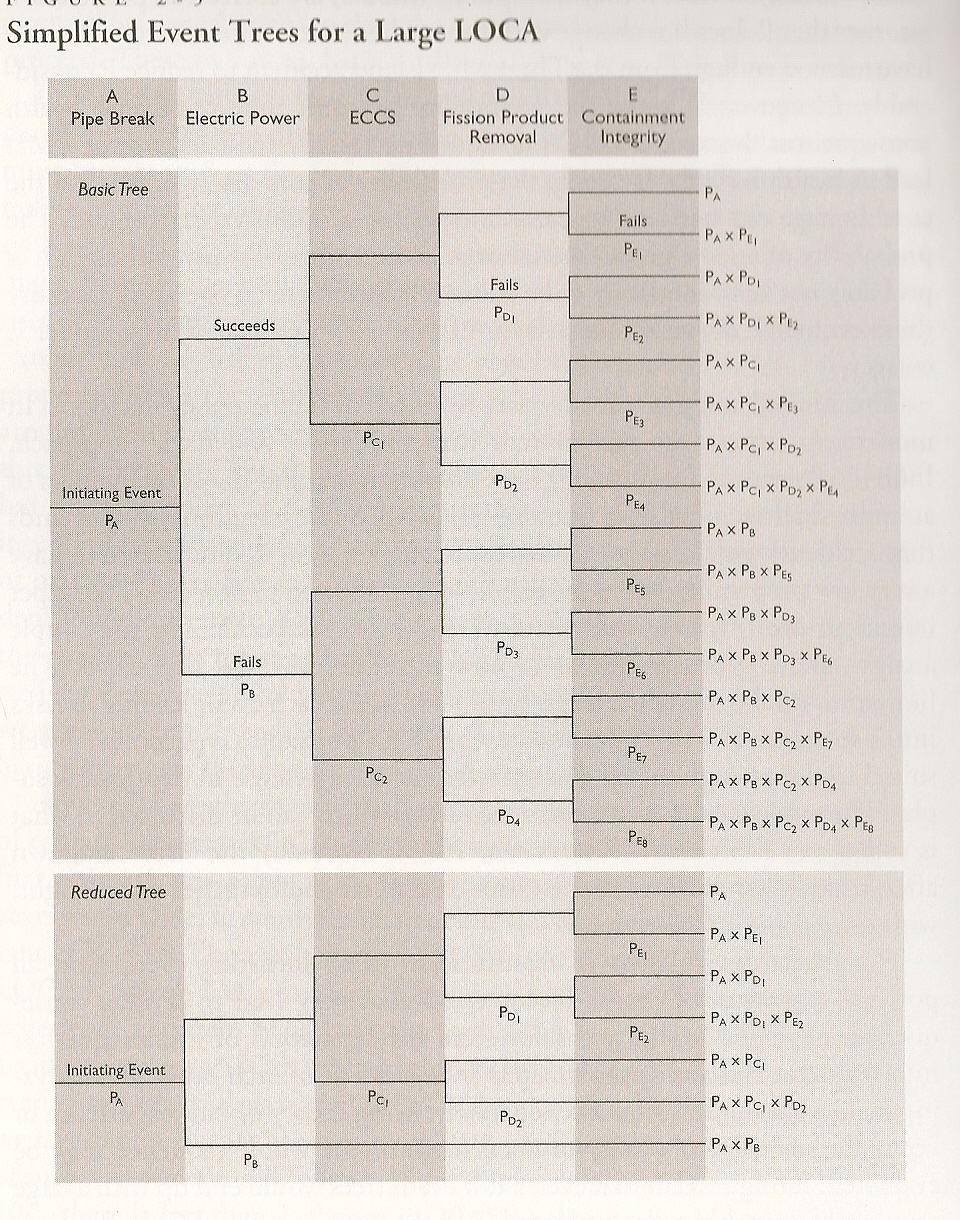 Simplified Event Trees for a Large LOCA
A
Pipe Break
B
Electric Power
C
ECCS
D
Fission Product
Removal
E
Containment
Integrity
Basic Tree
Initiating Event
P_A
Succeeds
Fails
P_B
P_C1
P_C2
Fails
P_D1
P_D2
P_D3
P_D4
Fails
P_E1
P_E2
P_E3
P_E4
P_E5
P_E6
P_E7
P_E8
P_A
P_A x P_E1
P_A x P_D1
P_A x P_D1 x P_E2
P_A x P_C1
P_A x P_C1 x P_E3
P_A x P_C1 x P_D2
P_A x P_C1 x P_D2 x P_E4
P_A x P_B
P_A x P_B x P_E5
P_A x P_B x P_D3
P_A x P_B x P_D3 x P_E6
P_A x P_B x P_C2
P_A x P_B x P_C2 x P_E7
P_A x P_B x P_C2 x P_D4
P_A x P_B x P_C2 x P_D4 x P_E8
Reduced Tree
Initiating Event
P_A
P_B
P_C1
P_D1
P_D2
P_E1
P_E2
P_A
P_A x P_E1
P_A x P_D1
P_A x P_D1 x P_E2
P_A x P_C1
P_A x P_C1 x P_D2
P_A x P_B